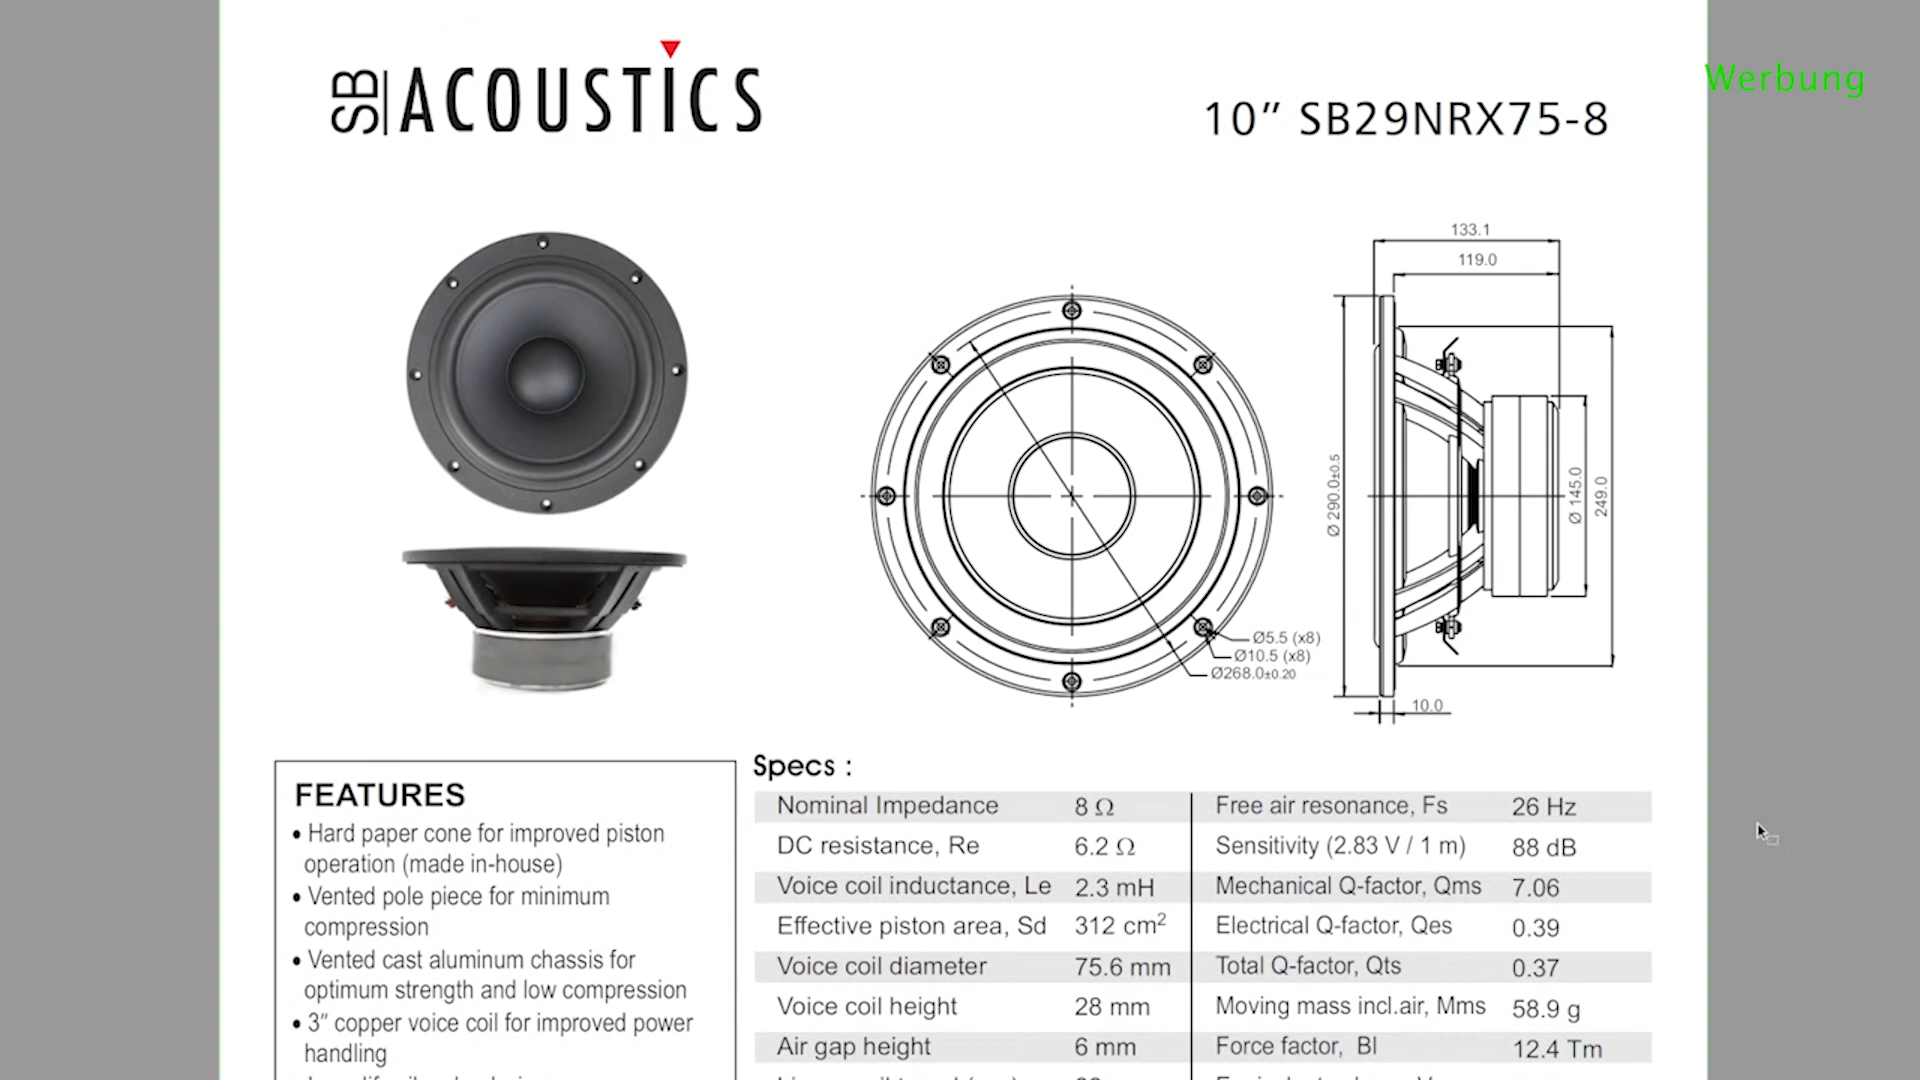 SB ACOUSTICS
10” SB29NRX75-8
Werbung
133.1
119.0
Ø 290.0±0.5
Ø 145.0
249.0
Ø5.5 (x8)
Ø10.5 (x8)
Ø268.0±0.20
10.0
FEATURES
• Hard paper cone for improved piston
operation (made in-house)
• Vented pole piece for minimum
compression
• Vented cast aluminum chassis for
optimum strength and low compression
• 3” copper voice coil for improved power
handling
Specs :
Nominal Impedance 8 Ω
DC resistance, Re 6.2 Ω
Voice coil inductance, Le 2.3 mH
Effective piston area, Sd 312 cm²
Voice coil diameter 75.6 mm
Voice coil height 28 mm
Air gap height 6 mm
Free air resonance, Fs 26 Hz
Sensitivity (2.83 V / 1 m) 88 dB
Mechanical Q-factor, Qms 7.06
Electrical Q-factor, Qes 0.39
Total Q-factor, Qts 0.37
Moving mass incl.air, Mms 58.9 g
Force factor, Bl 12.4 Tm